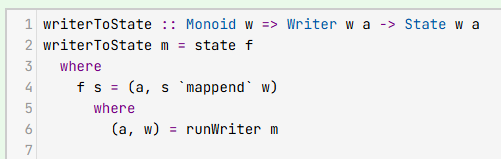 1 writerToState :: Monoid w => Writer w a -> State w a
2 writerToState m = state f
3   where
4     f s = (a, s `mappend` w)
5       where
6         (a, w) = runWriter m
7